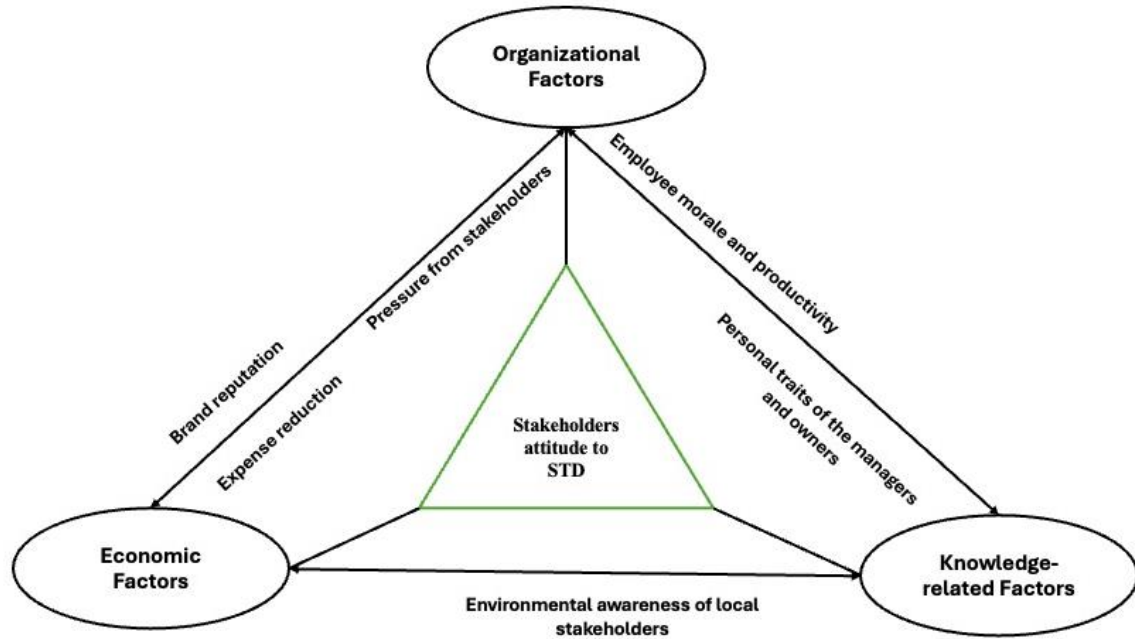 Organizational
Factors
Employee morale and productivity
Pressure from stakeholders
Brand reputation
Expense reduction
Personal traits of the managers
and owners
Stakeholders
attitude to
STD
Economic
Factors
Knowledge-
related Factors
Environmental awareness of local
stakeholders